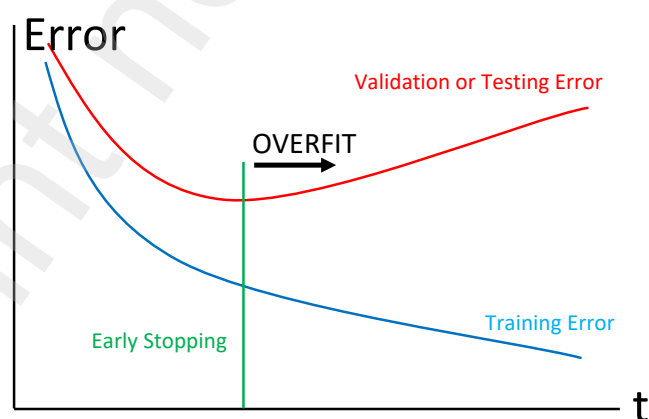 Error
Validation or Testing Error
OVERFIT
Training Error
Early Stopping
t